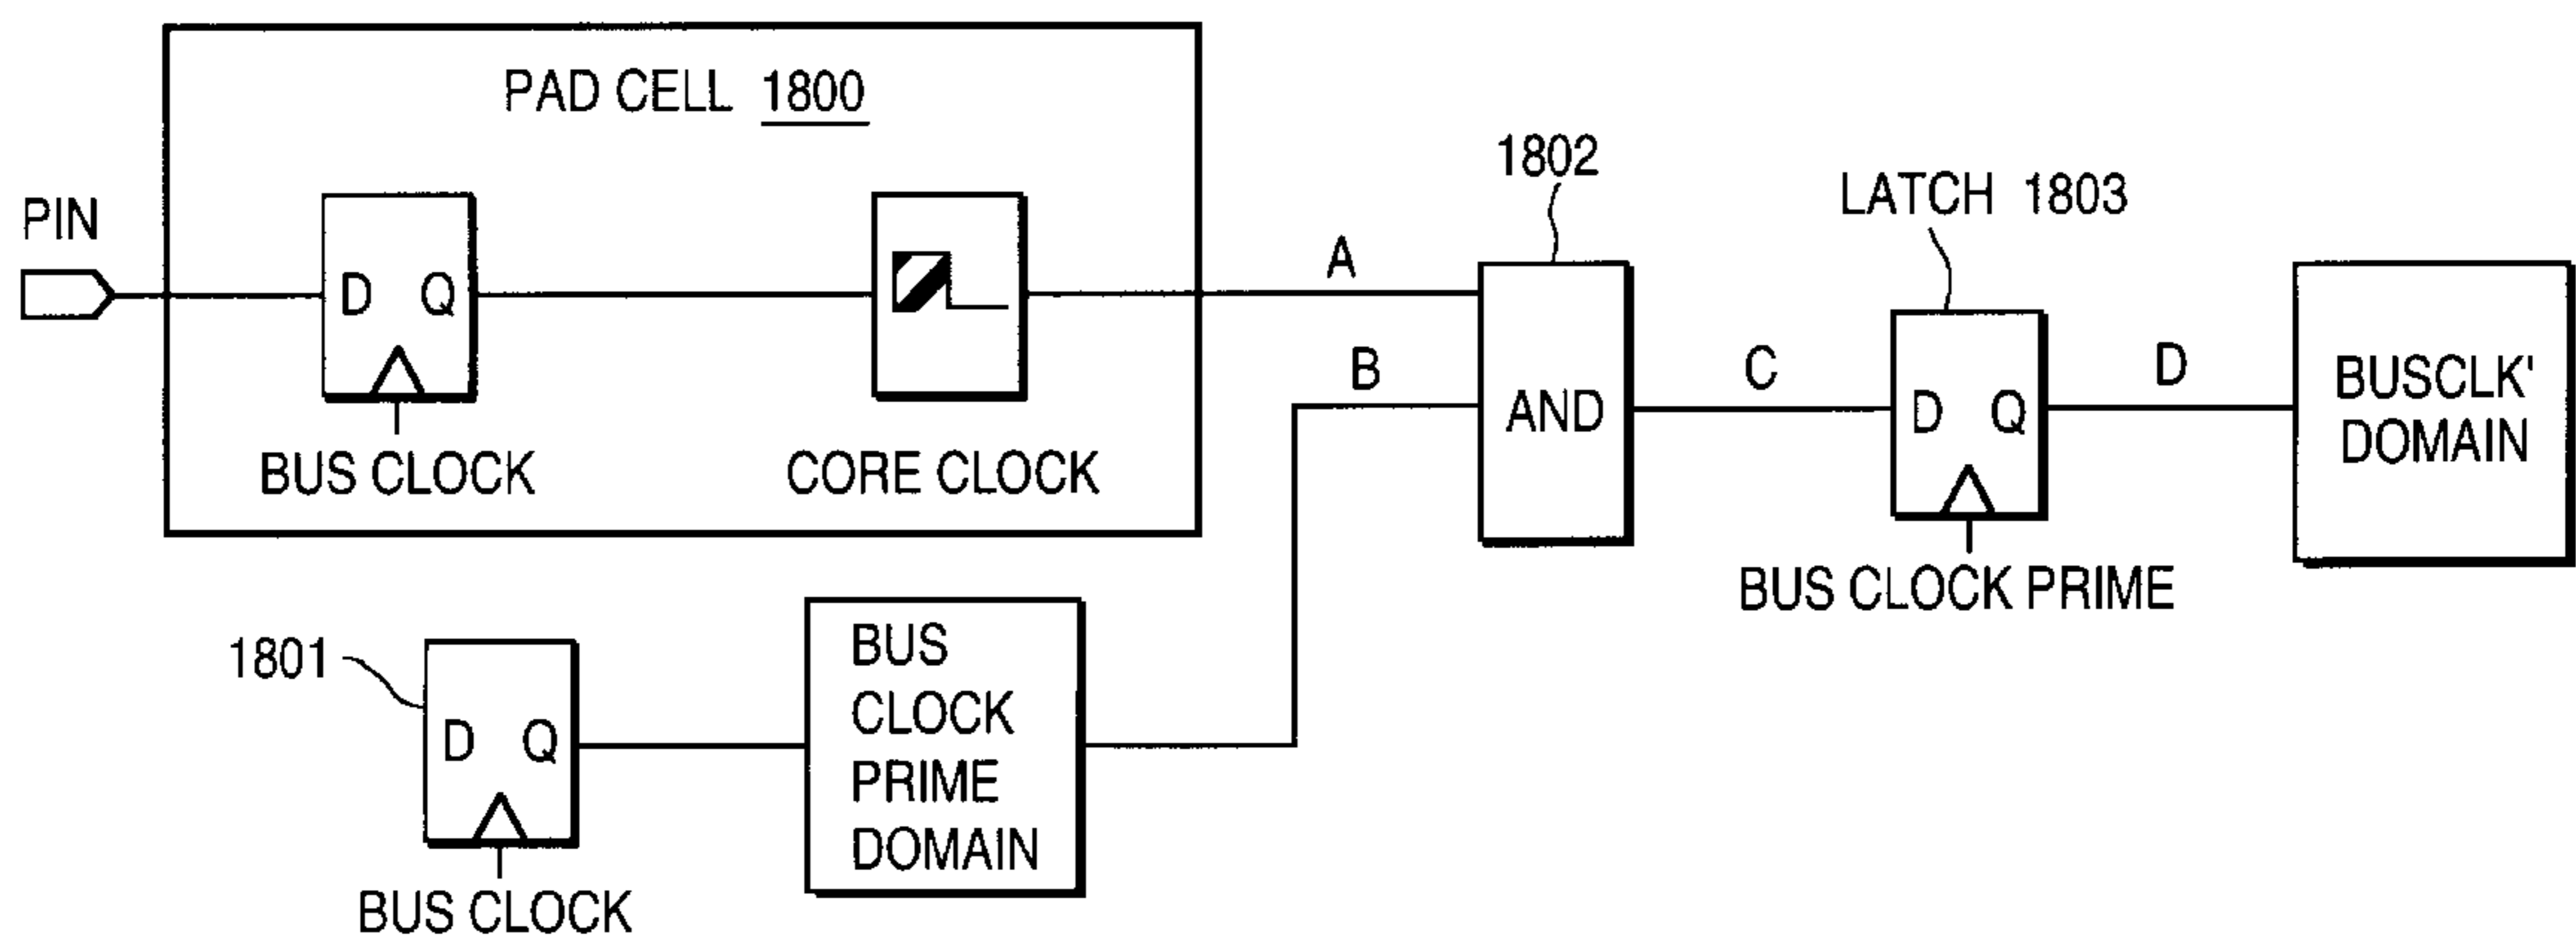 PAD CELL 1800
PIN
D Q
BUS CLOCK
CORE CLOCK
A
B
1802
AND
C
LATCH 1803
D Q
BUS CLOCK PRIME
D
BUSCLK'
DOMAIN
1801
D Q
BUS CLOCK
BUS
CLOCK
PRIME
DOMAIN